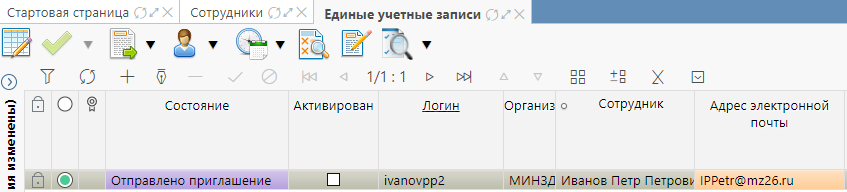 Стартовая страница Сотрудники Единые учетные записи
1/1 : 1
ия изменены)
Состояние Активирован Логин Организ Сотрудник Адрес электронной
почты
Отправлено приглашение ivanovpp2 МИНЗД Иванов Петр Петрови IPPetr@mz26.ru